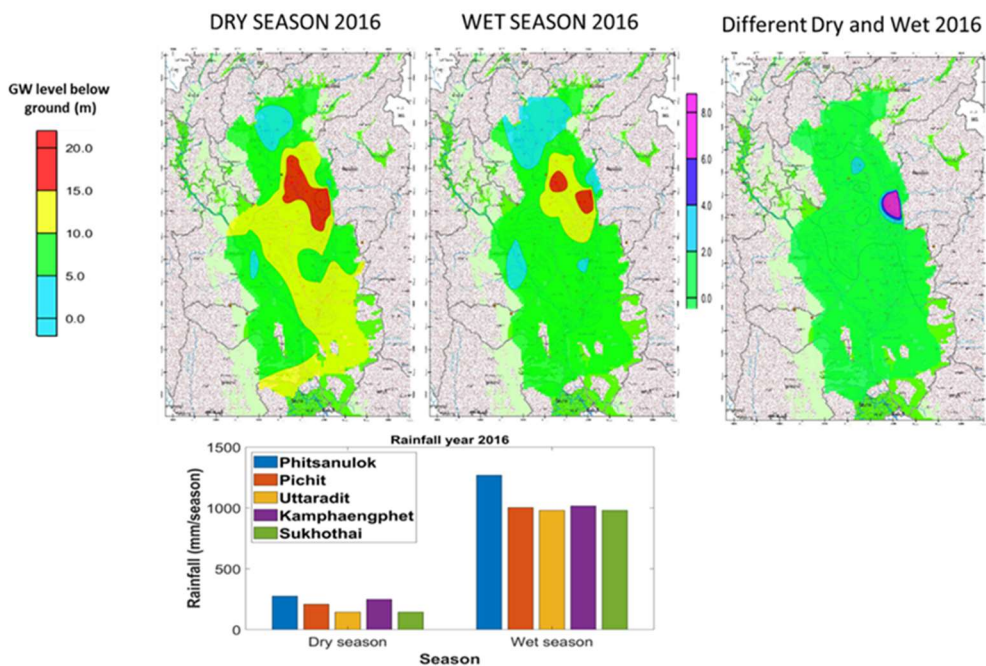 DRY SEASON 2016
WET SEASON 2016
Different Dry and Wet 2016
GW level below
ground (m)
20.0
15.0
10.0
5.0
0.0
8.0
6.0
4.0
2.0
0.0
Rainfall year 2016
Rainfall (mm/season)
1500
1000
500
0
Phitsanulok
Pichit
Uttaradit
Kamphaengphet
Sukhothai
Dry season
Wet season
Season